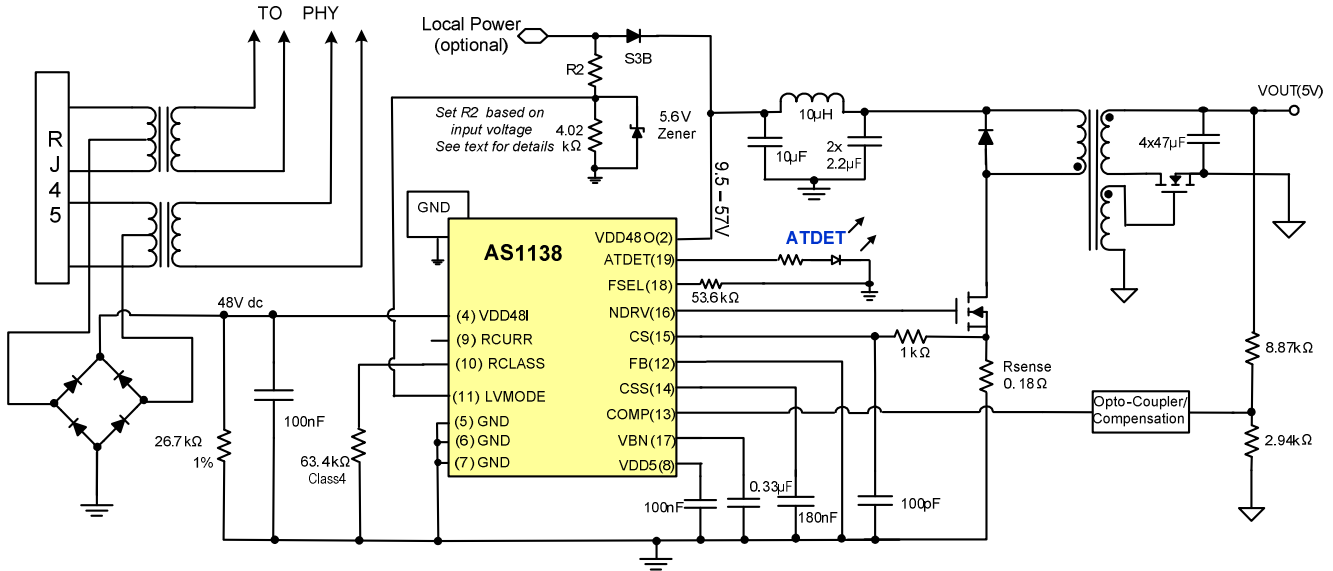 TO PHY
RJ45
Local Power
(optional)
S3B
R2
Set R2 based on
input voltage
See text for details
4.02
kΩ
5.6V
Zener
9.5 – 57V
10µH
10µF
2x
2.2µF
VOUT(5V)
4x47µF
GND
AS1138
VDD48O(2)
ATDET(19)
FSEL(18)
NDRV(16)
CS(15)
FB(12)
CSS(14)
COMP(13)
VBN(17)
VDD5(8)
(4) VDD48I
(9) RCURR
(10) RCLASS
(11) LVMODE
(5) GND
(6) GND
(7) GND
ATDET
53.6kΩ
1kΩ
Rsense
0.18Ω
8.87kΩ
Opto-Coupler/
Compensation
2.94kΩ
48V dc
100nF
26.7kΩ
1%
63.4kΩ
Class4
100nF
0.33µF
180nF
100pF